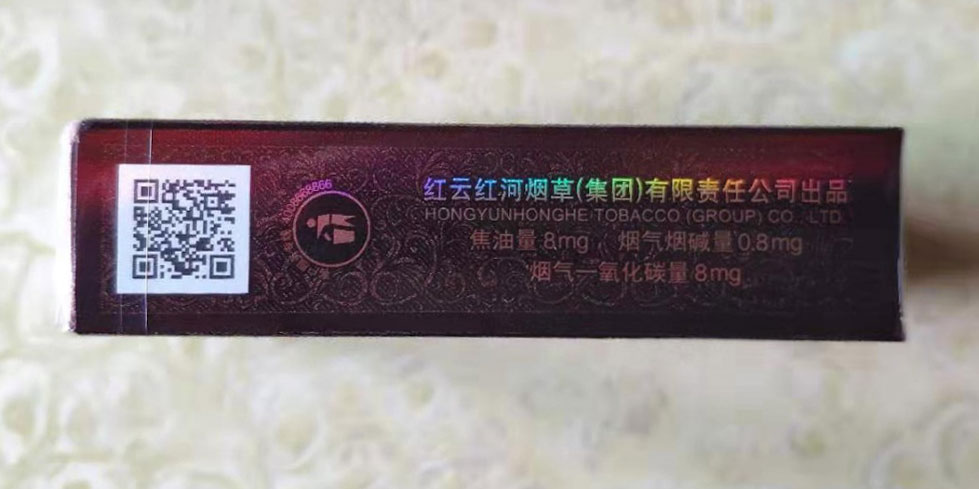 红云红河烟草(集团)有限责任公司出品
HONGYUNHONGHE TOBACCO (GROUP) CO., LTD.
焦油量 8mg 烟气烟碱量 0.8mg
烟气一氧化碳量 8mg